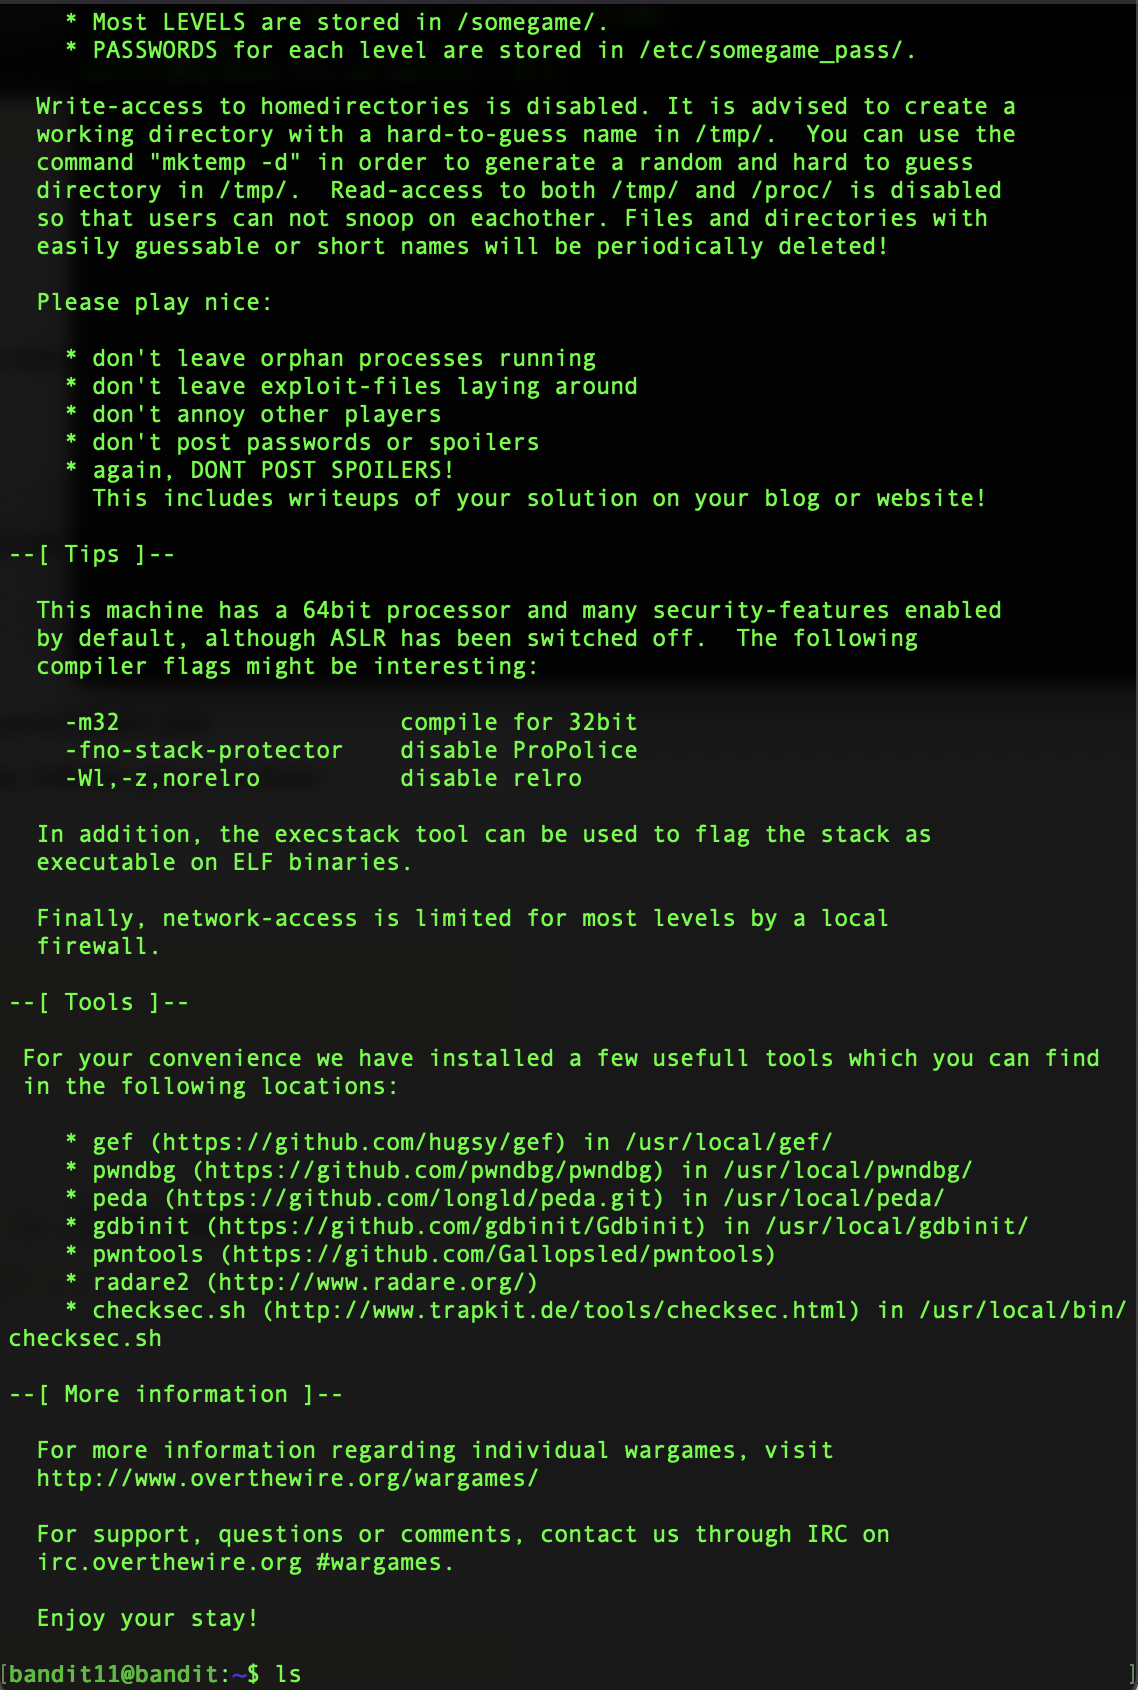 * Most LEVELS are stored in /somegame/.
* PASSWORDS for each level are stored in /etc/somegame_pass/.
Write-access to homedirectories is disabled. It is advised to create a
working directory with a hard-to-guess name in /tmp/.  You can use the
command "mktemp -d" in order to generate a random and hard to guess
directory in /tmp/.  Read-access to both /tmp/ and /proc/ is disabled
so that users can not snoop on eachother. Files and directories with
easily guessable or short names will be periodically deleted!
Please play nice:
* don't leave orphan processes running
* don't leave exploit-files laying around
* don't annoy other players
* don't post passwords or spoilers
* again, DONT POST SPOILERS!
This includes writeups of your solution on your blog or website!
--[ Tips ]--
This machine has a 64bit processor and many security-features enabled
by default, although ASLR has been switched off.  The following
compiler flags might be interesting:
-m32                    compile for 32bit
-fno-stack-protector    disable ProPolice
-Wl,-z,norelro          disable relro
In addition, the execstack tool can be used to flag the stack as
executable on ELF binaries.
Finally, network-access is limited for most levels by a local
firewall.
--[ Tools ]--
For your convenience we have installed a few usefull tools which you can find
in the following locations:
* gef (https://github.com/hugsy/gef) in /usr/local/gef/
* pwndbg (https://github.com/pwndbg/pwndbg) in /usr/local/pwndbg/
* peda (https://github.com/longld/peda.git) in /usr/local/peda/
* gdbinit (https://github.com/gdbinit/Gdbinit) in /usr/local/gdbinit/
* pwntools (https://github.com/Gallopsled/pwntools)
* radare2 (http://www.radare.org/)
* checksec.sh (http://www.trapkit.de/tools/checksec.html) in /usr/local/bin/
checksec.sh
--[ More information ]--
For more information regarding individual wargames, visit
http://www.overthewire.org/wargames/
For support, questions or comments, contact us through IRC on
irc.overthewire.org #wargames.
Enjoy your stay!
[bandit11@bandit:~$ ls ]